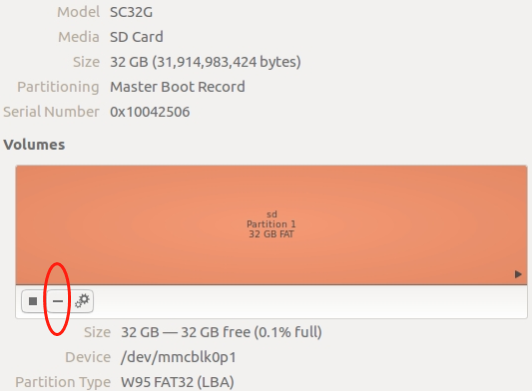 Model SC32G
Media SD Card
Size 32 GB (31,914,983,424 bytes)
Partitioning Master Boot Record
Serial Number 0x10042506
Volumes
sd
Partition 1
32 GB FAT
Size 32 GB — 32 GB free (0.1% full)
Device /dev/mmcblk0p1
Partition Type W95 FAT32 (LBA)